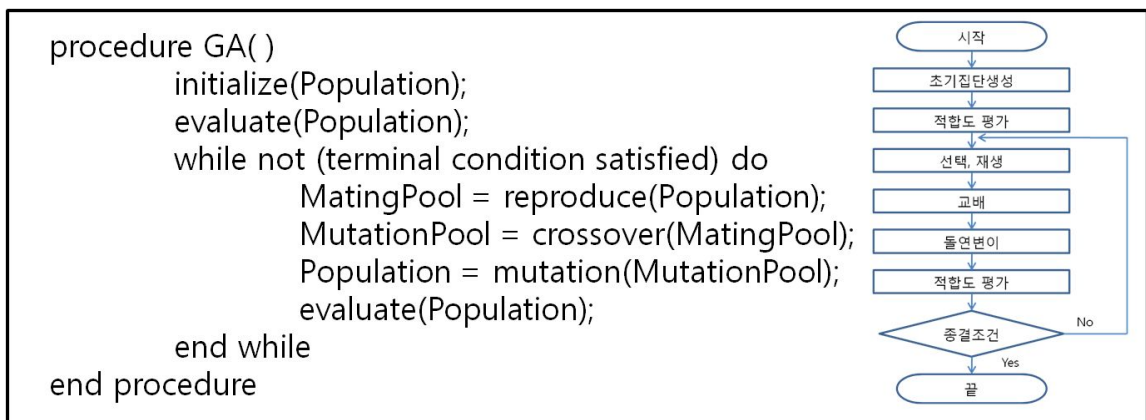 procedure GA( )
initialize(Population);
evaluate(Population);
while not (terminal condition satisfied) do
MatingPool = reproduce(Population);
MutationPool = crossover(MatingPool);
Population = mutation(MutationPool);
evaluate(Population);
end while
end procedure
시작
초기집단생성
적합도 평가
선택, 재생
교배
돌연변이
적합도 평가
종결조건
No
Yes
끝